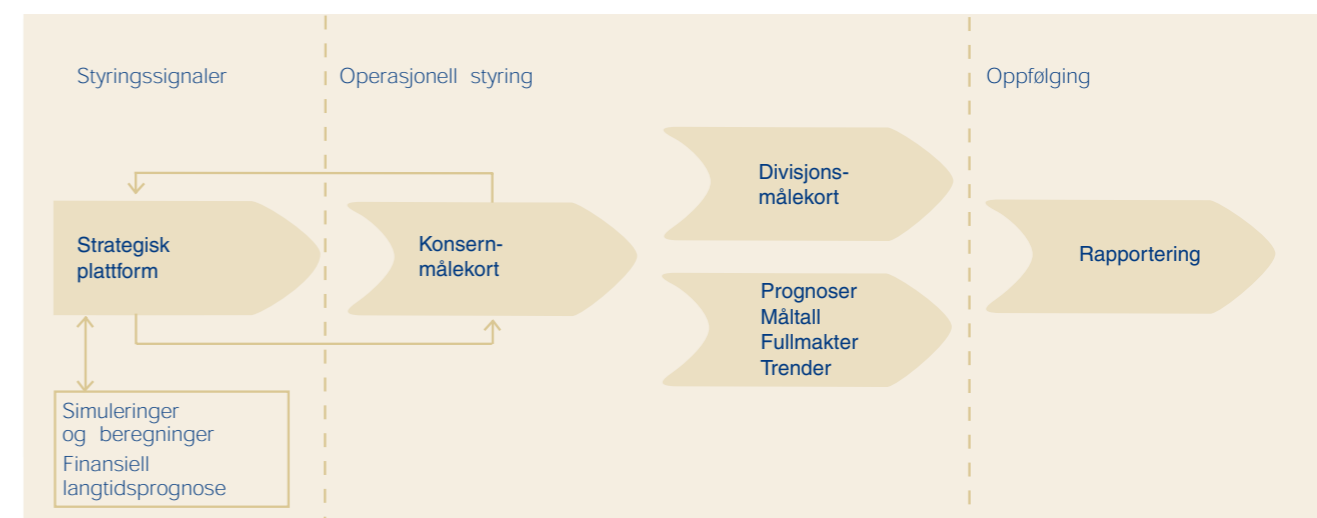 Styringssignaler
Operasjonell styring
Oppfølging
Strategisk
plattform
Konsern-
målekort
Divisjons-
målekort
Prognoser
Måltall
Fullmakter
Trender
Rapportering
Simuleringer
og beregninger
Finansiell
langtidsprognose